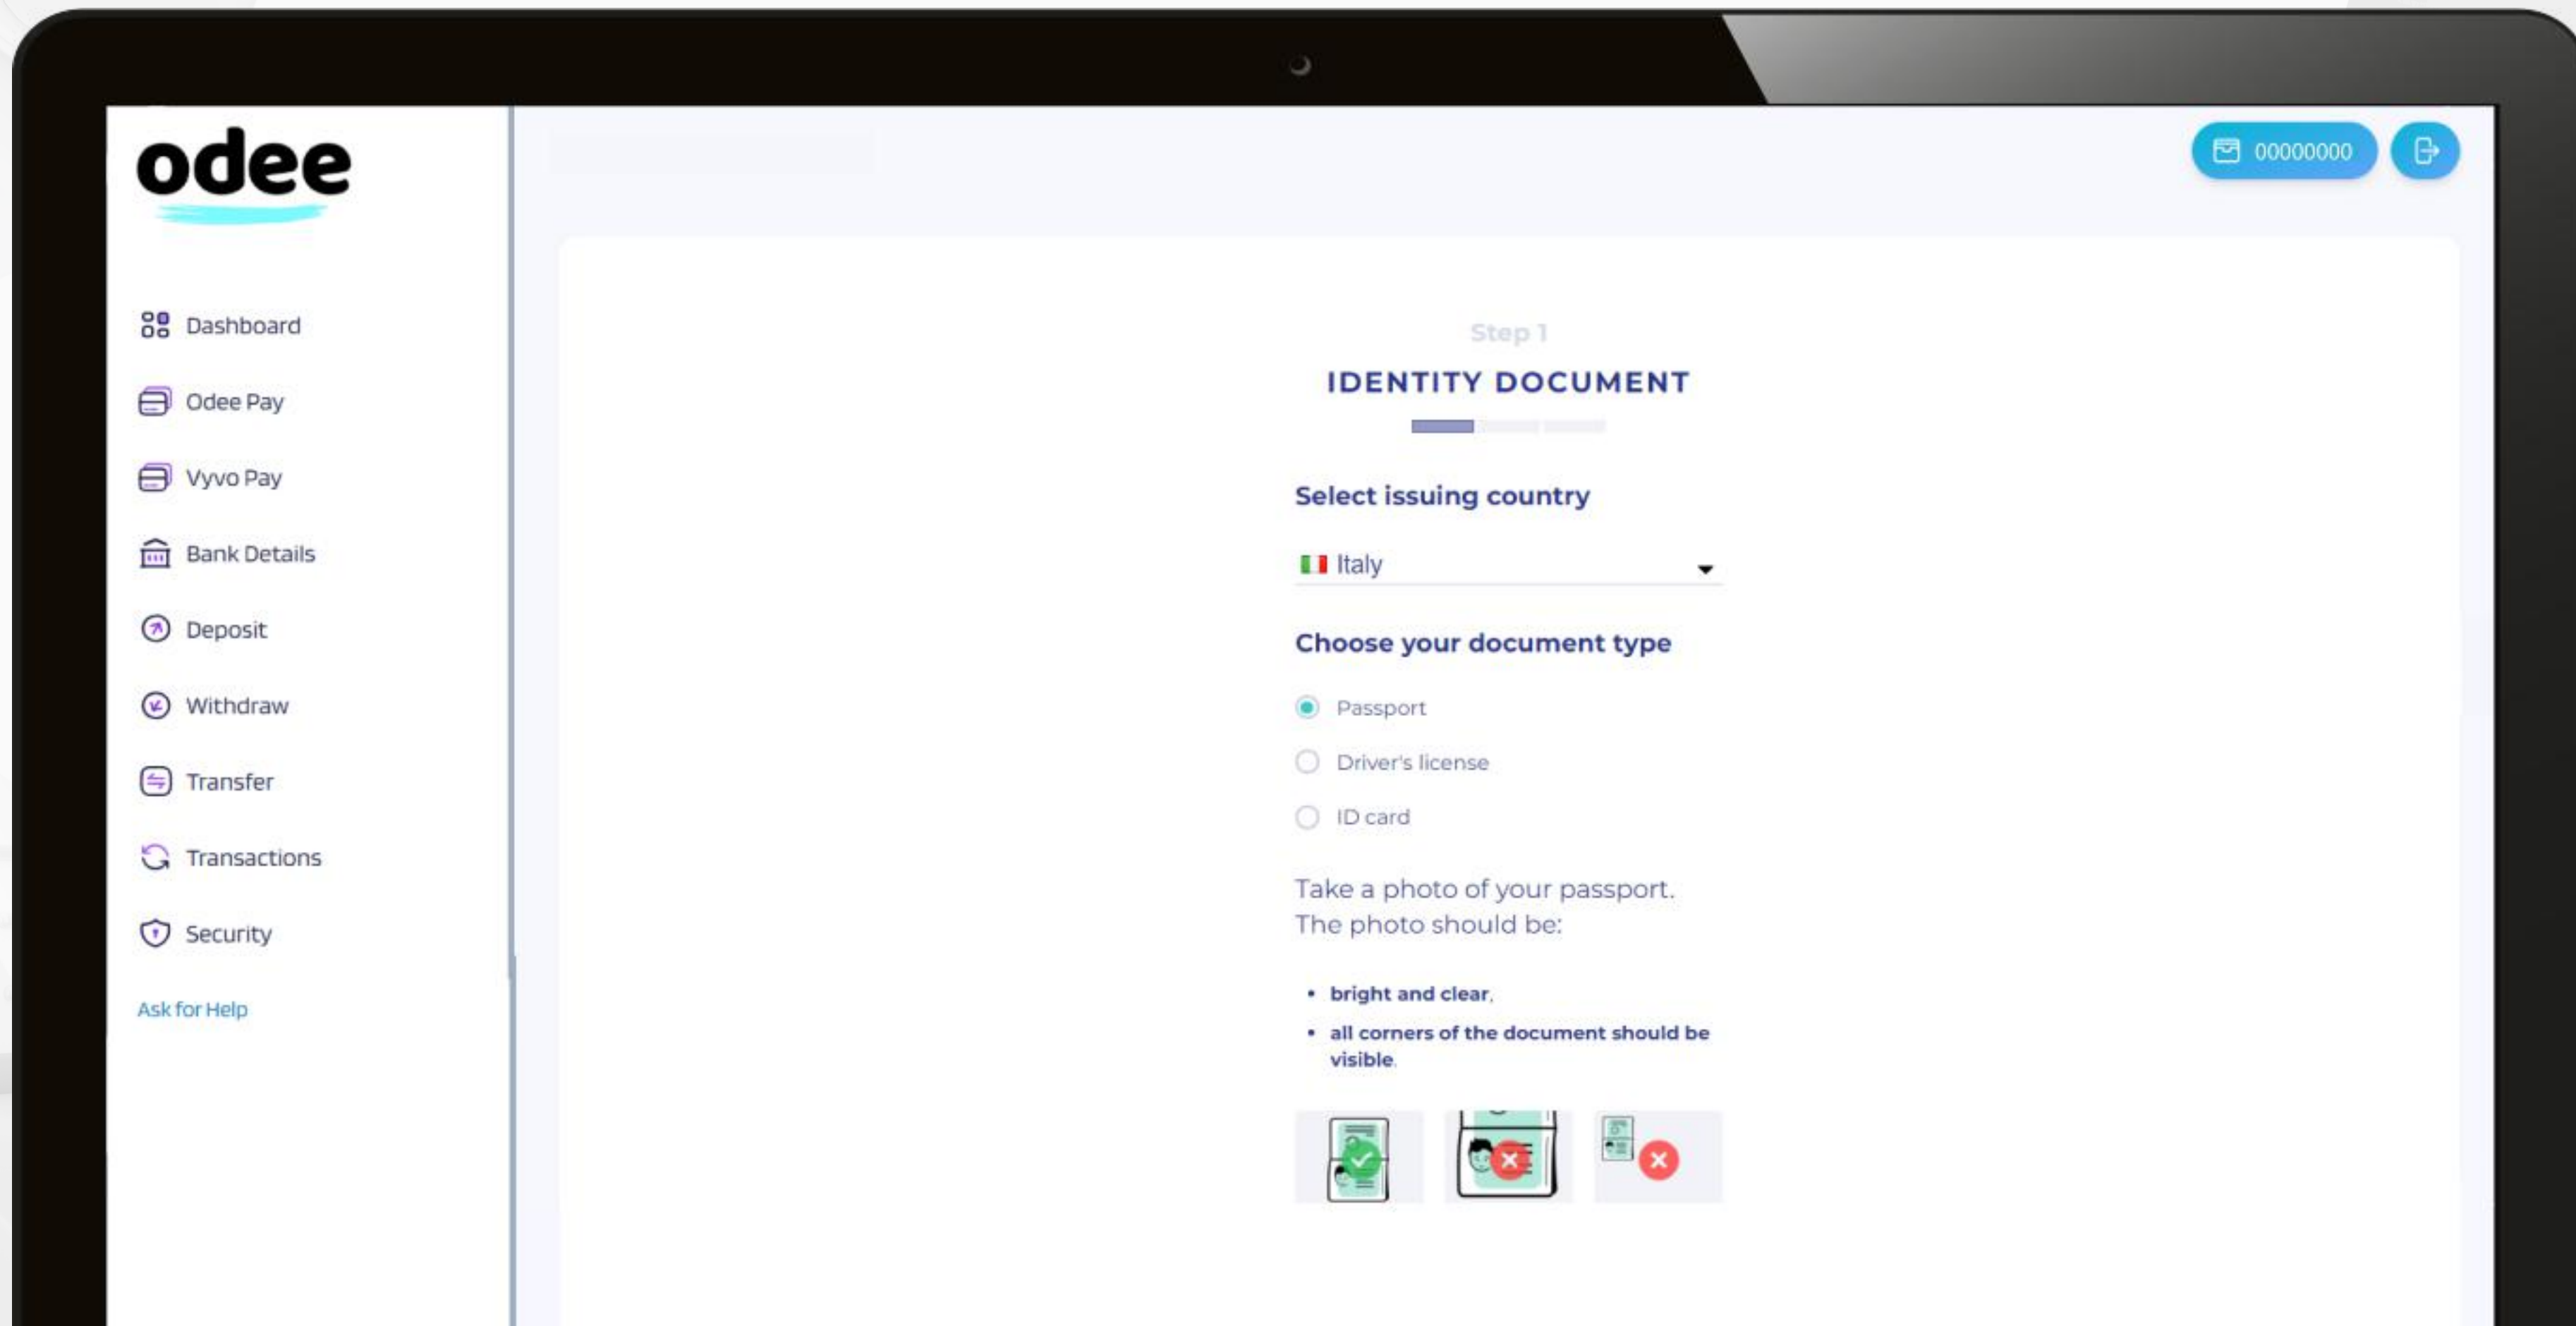 odee
00000000
Dashboard
Odee Pay
Vyvo Pay
Bank Details
Deposit
Withdraw
Transfer
Transactions
Security
Ask for Help
Step 1
IDENTITY DOCUMENT
Select issuing country
Italy
Choose your document type
Passport
Driver's license
ID card
Take a photo of your passport.
The photo should be:
• bright and clear,
• all corners of the document should be
visible.